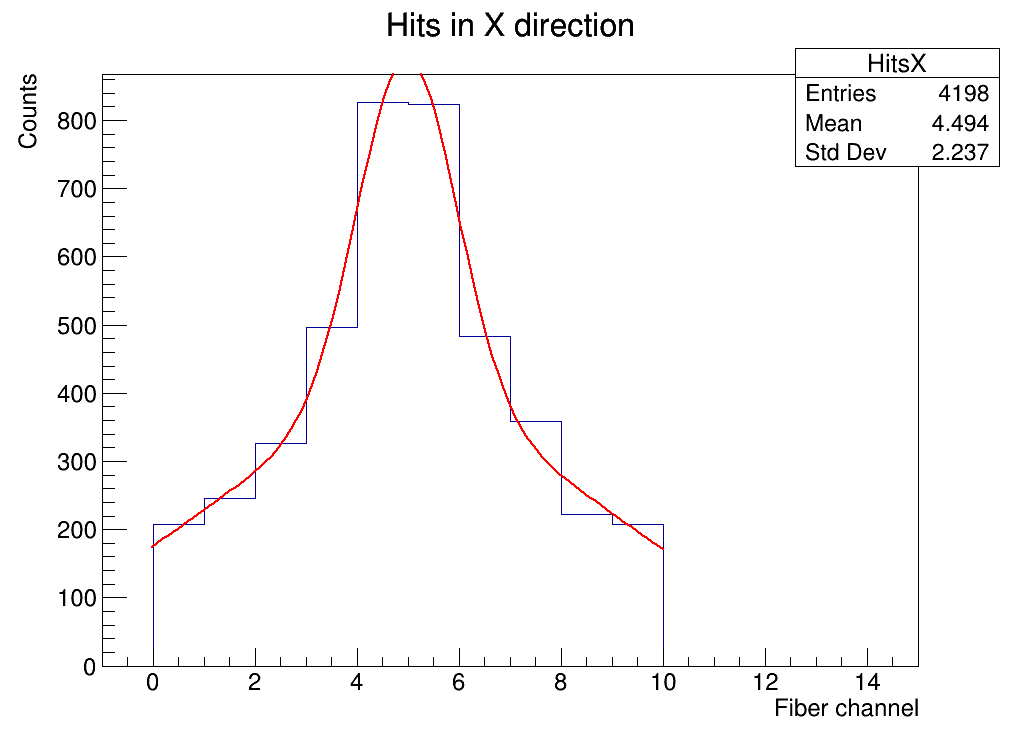 Hits in X direction
HitsX
Entries 4198
Mean 4.494
Std Dev 2.237
Counts
800
700
600
500
400
300
200
100
0
0 2 4 6 8 10 12 14
Fiber channel